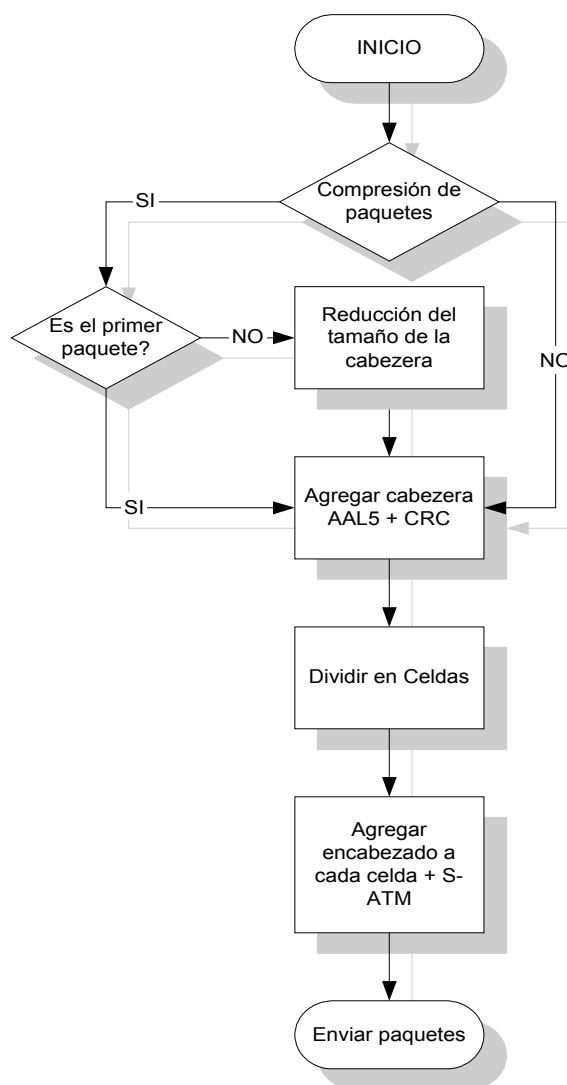 INICIO
Compresión de
paquetes
SI
Es el primer
paquete?
NO
Reducción del
tamaño de la
cabezera
NO
SI
Agregar cabezera
AAL5 + CRC
Dividir en Celdas
Agregar
encabezado a
cada celda + S-
ATM
Enviar paquetes